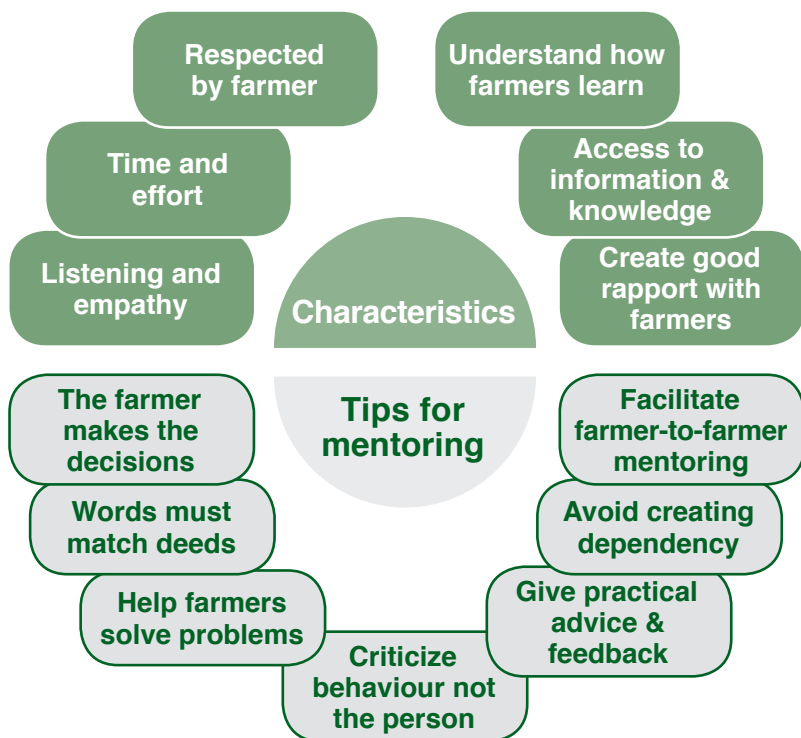 Respected
by farmer
Understand how
farmers learn
Time and
effort
Access to
information &
knowledge
Listening and
empathy
Create good
rapport with
farmers
Characteristics
Tips for
mentoring
The farmer
makes the
decisions
Facilitate
farmer-to-farmer
mentoring
Words must
match deeds
Avoid creating
dependency
Help farmers
solve problems
Give practical
advice &
feedback
Criticize
behaviour not
the person